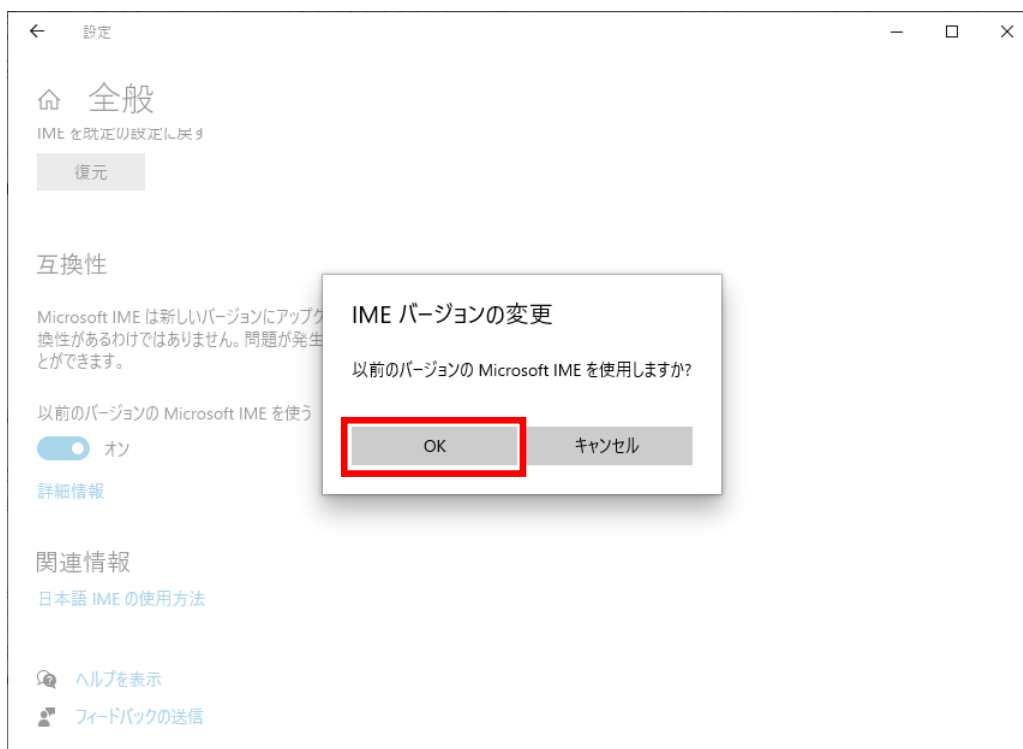 設定
全般
IME を既定の設定に戻す
復元
互換性
Microsoft IME は新しいバージョンにアップ
換性があるわけではありません。問題が発生
とができます。
以前のバージョンの Microsoft IME を使う
オン
詳細情報
関連情報
日本語 IME の使用方法
ヘルプを表示
フィードバックの送信
IME バージョンの変更
以前のバージョンの Microsoft IME を使用しますか?
OK
キャンセル